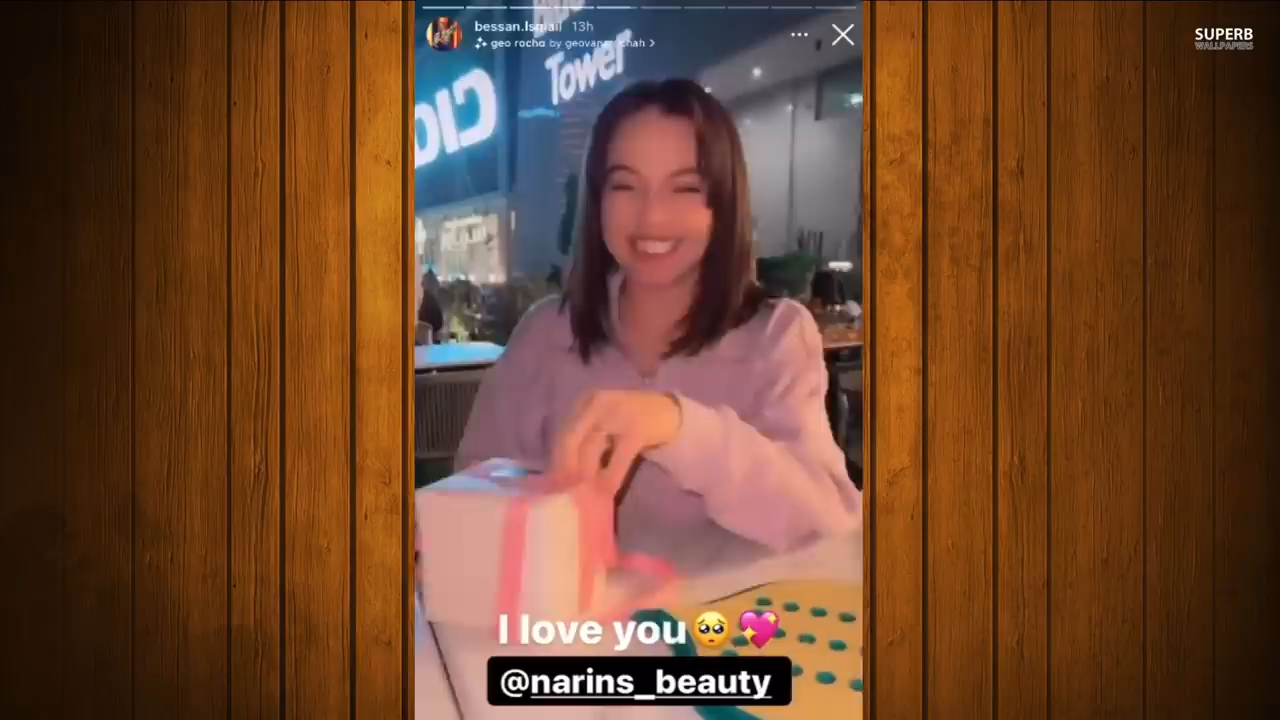 bessan.Ismail 13h
geo rocha by geovan
SUPERB
WALLPAPERS
Tower
I love you🥺💖
@narins_beauty